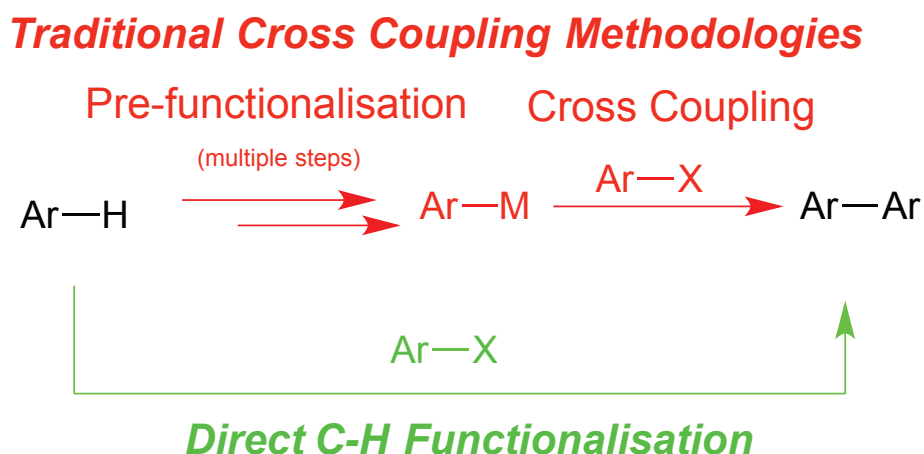 Traditional Cross Coupling Methodologies
Pre-functionalisation Cross Coupling
(multiple steps)
Ar—X
Ar—H Ar—M Ar—Ar
Ar—X
Direct C-H Functionalisation